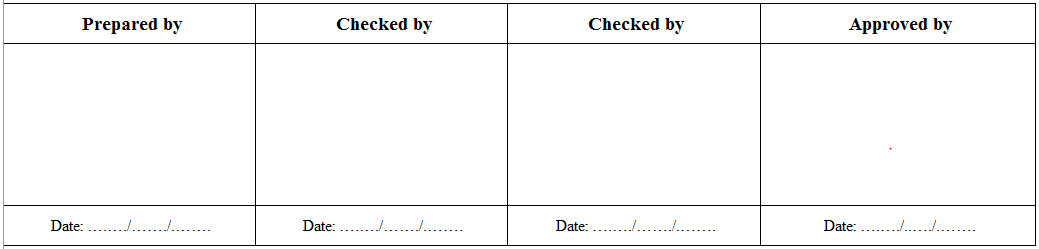 Prepared by Checked by Checked by Approved by
Date: ….…./….…/.……. Date: ….…./….…/.……. Date: ….…./….…/.……. Date: ….…./…..…/.…….